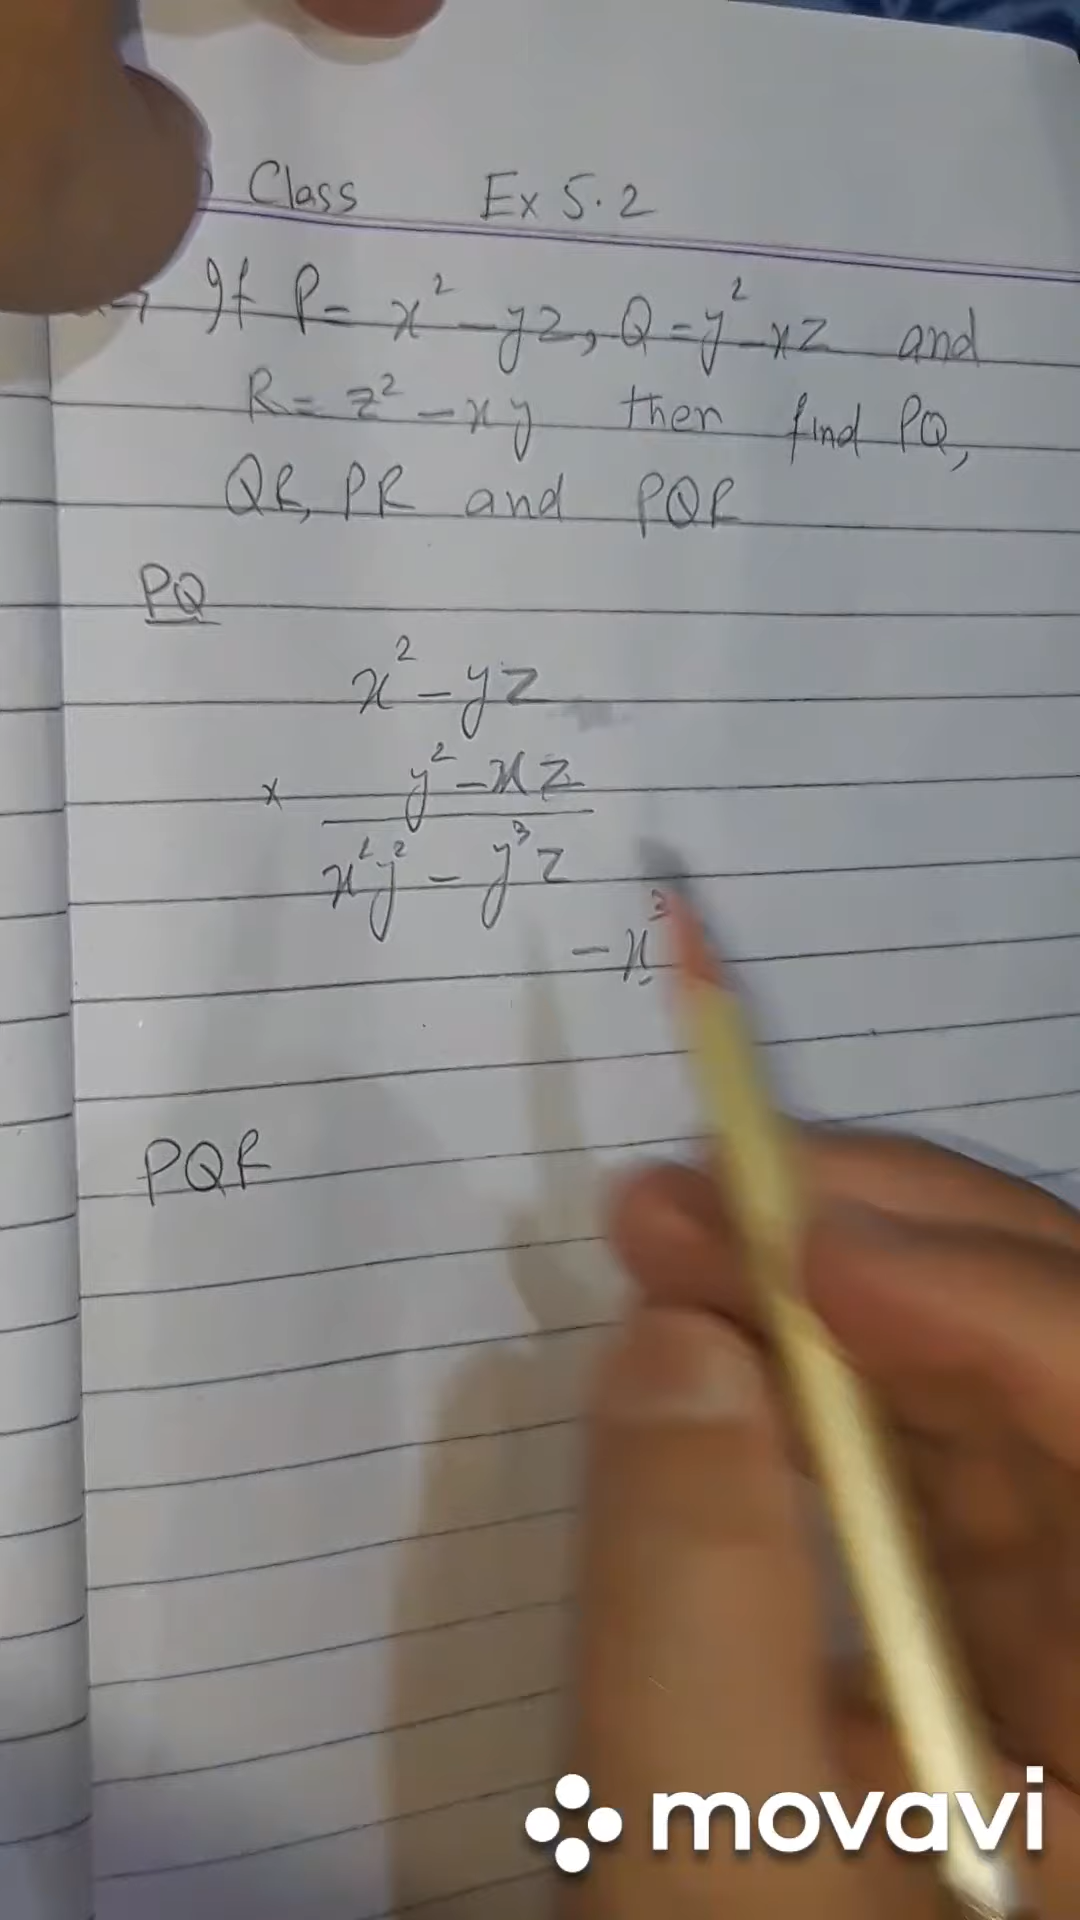 Class Ex 5.2
If P = x² - yz, Q = y² - xz and
R = z² - xy then find PQ,
QR, PR and PQR
PQ
x² - yz
× y² - xz
x²y² - y³z
- x³
PQR
movavi